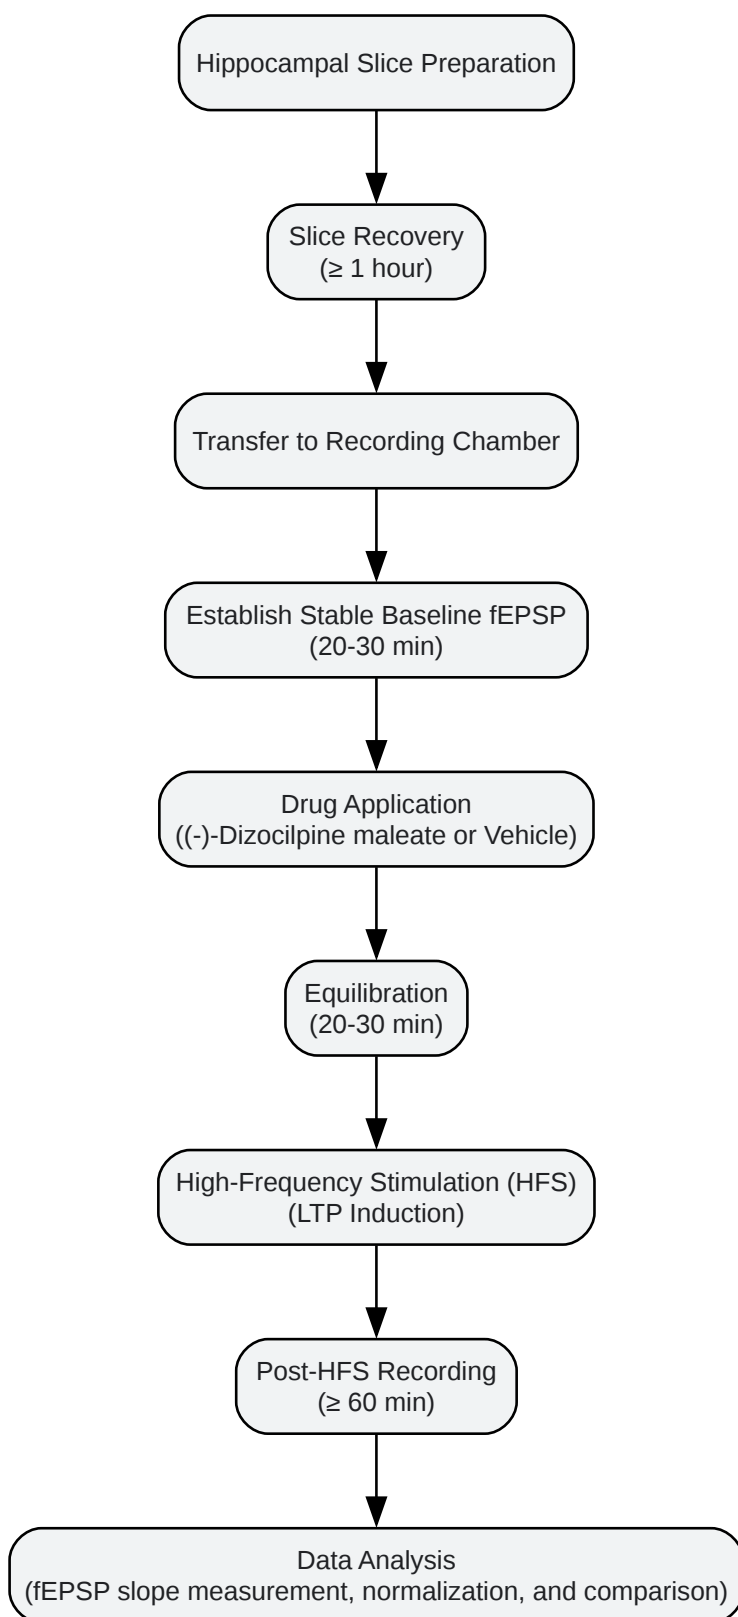 Hippocampal Slice Preparation
Slice Recovery
(≥ 1 hour)
Transfer to Recording Chamber
Establish Stable Baseline fEPSP
(20-30 min)
Drug Application
((-)-Dizocilpine maleate or Vehicle)
Equilibration
(20-30 min)
High-Frequency Stimulation (HFS)
(LTP Induction)
Post-HFS Recording
(≥ 60 min)
Data Analysis
(fEPSP slope measurement, normalization, and comparison)